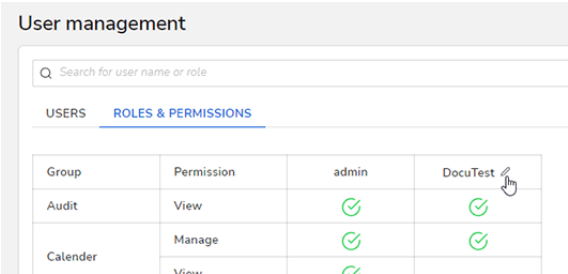 User management
Search for user name or role
USERS ROLES & PERMISSIONS
Group Permission admin DocuTest
Audit View
Manage
Calender
View